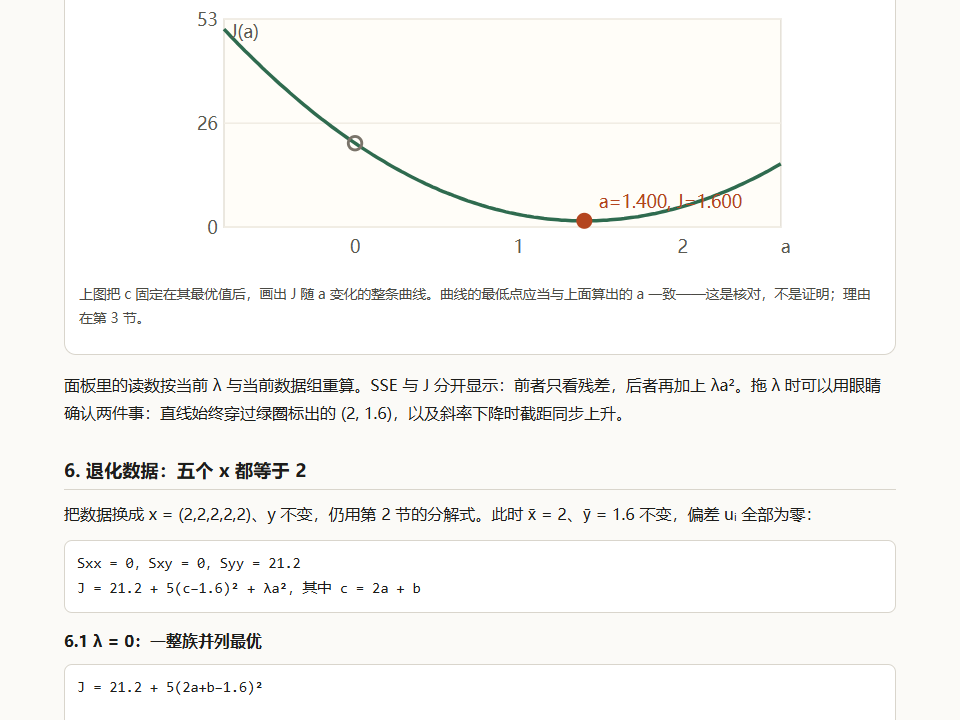 53
J(a)
26
a=1.400, J=1.600
0
0 1 2 a
上图把 c 固定在其最优值后，画出 J 随 a 变化的整条曲线。曲线的最低点应当与上面算出的 a 一致——这是核对，不是证明；理由
在第 3 节。
面板里的读数按当前 λ 与当前数据组重算。SSE 与 J 分开显示：前者只看残差，后者再加上 λa²。拖 λ 时可以用眼睛
确认两件事：直线始终穿过绿圈标出的 (2, 1.6)，以及斜率下降时截距同步上升。
6. 退化数据：五个 x 都等于 2
把数据换成 x = (2,2,2,2,2)、y 不变，仍用第 2 节的分解式。此时 x̄ = 2、ȳ = 1.6 不变，偏差 uᵢ 全部为零：
Sxx = 0, Sxy = 0, Syy = 21.2
J = 21.2 + 5(c−1.6)² + λa²，其中 c = 2a + b
6.1 λ = 0：一整族并列最优
J = 21.2 + 5(2a+b−1.6)²